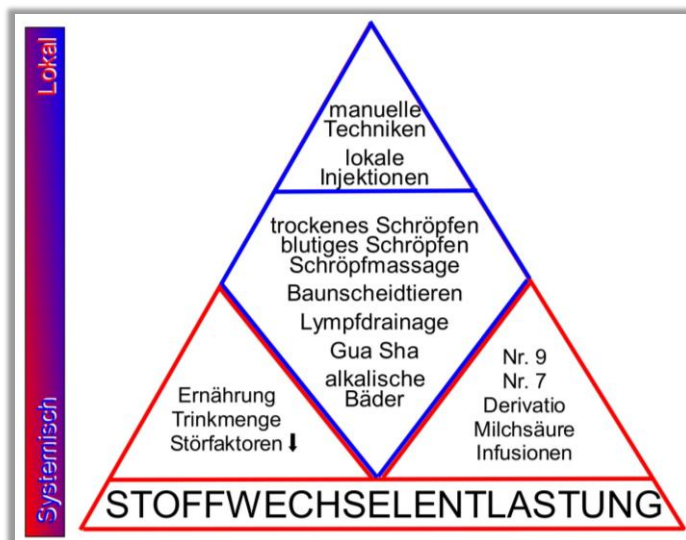 Lokal
Systemisch
manuelle
Techniken
lokale
Injektionen
trockenes Schröpfen
blutiges Schröpfen
Schröpfmassage
Baunscheidtieren
Lympfdrainage
Gua Sha
alkalische
Bäder
Ernährung
Trinkmenge
Störfaktoren ⬇
Nr. 9
Nr. 7
Derivatio
Milchsäure
Infusionen
STOFFWECHSELENTLASTUNG